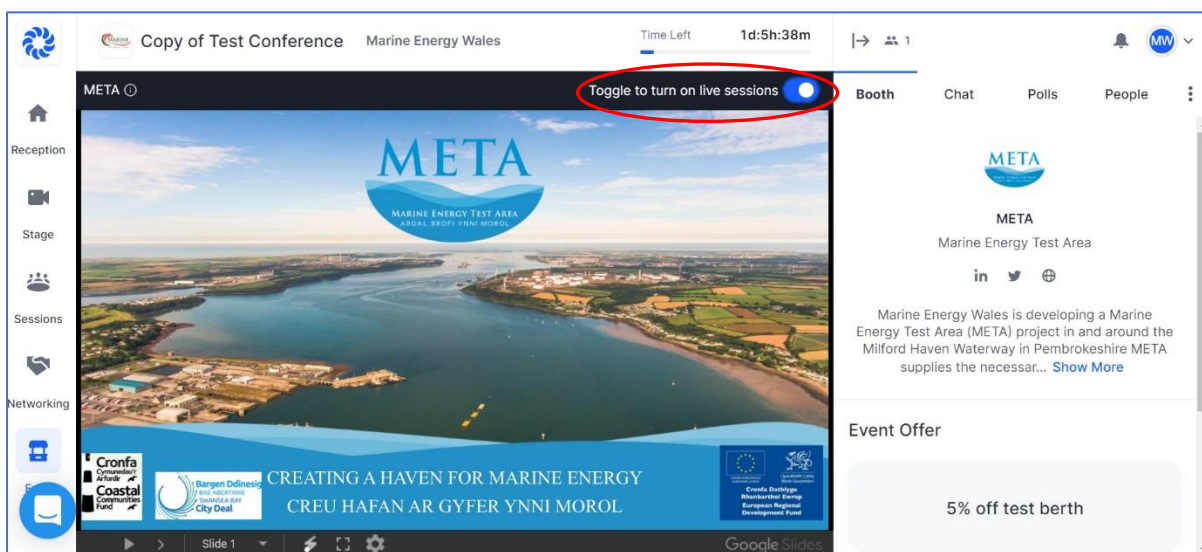 Copy of Test Conference
Marine Energy Wales
Time Left
1d:5h:38m
1
MW
Reception
Stage
Sessions
Networking
META
Toggle to turn on live sessions
META
MARINE ENERGY TEST AREA
ARDAL BROFI YNNI MOROL
Cronfa
Cymunedau'r
Arfordir
Coastal
Communities
Fund
Bargen Ddinesig
BAE ABERTAWE
SWANSEA BAY
City Deal
CREATING A HAVEN FOR MARINE ENERGY
CREU HAFAN AR GYFER YNNI MOROL
Cronfa Datblygu
Rhanbarthol Ewrop
European Regional
Development Fund
Slide 1
Google Slides
Booth
Chat
Polls
People
META
META
Marine Energy Test Area
in
Marine Energy Wales is developing a Marine
Energy Test Area (META) project in and around the
Milford Haven Waterway in Pembrokeshire META
supplies the necessar... Show More
Event Offer
5% off test berth